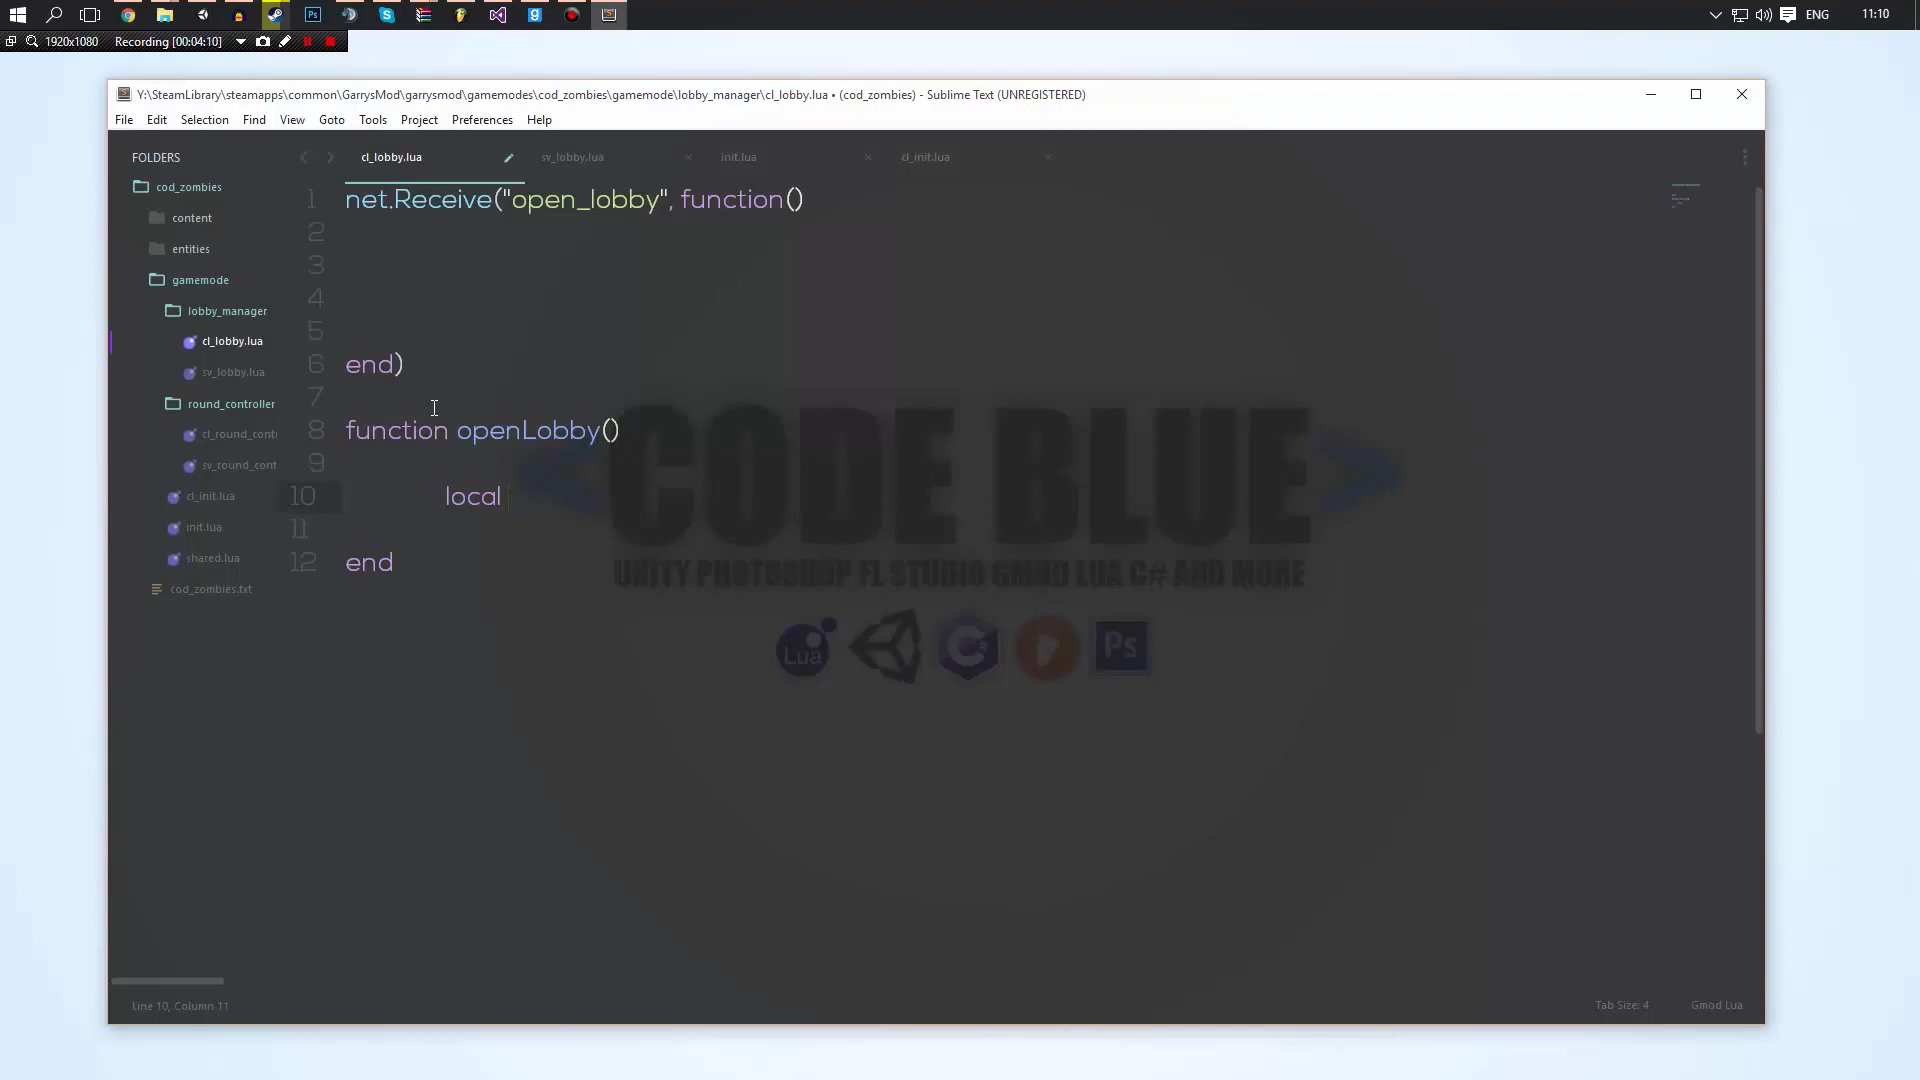 ENG
11:10
1920x1080 Recording [00:04:10]
Y:\SteamLibrary\steamapps\common\GarrysMod\garrysmod\gamemodes\cod_zombies\gamemode\lobby_manager\cl_lobby.lua • (cod_zombies) - Sublime Text (UNREGISTERED)
File Edit Selection Find View Goto Tools Project Preferences Help
FOLDERS
cod_zombies
content
entities
gamemode
lobby_manager
cl_lobby.lua
sv_lobby.lua
round_controller
cl_round_cont
sv_round_cont
cl_init.lua
init.lua
shared.lua
cod_zombies.txt
cl_lobby.lua sv_lobby.lua init.lua cl_init.lua
1 net.Receive("open_lobby", function()
2
3
4
5
6 end)
7
8 function openLobby()
9
10 local
11
12 end
<CODE BLUE>
UNITY PHOTOSHOP FL STUDIO GMOD LUA C# AND MORE
Lua
C#
Ps
Line 10, Column 11
Tab Size: 4
Gmod Lua